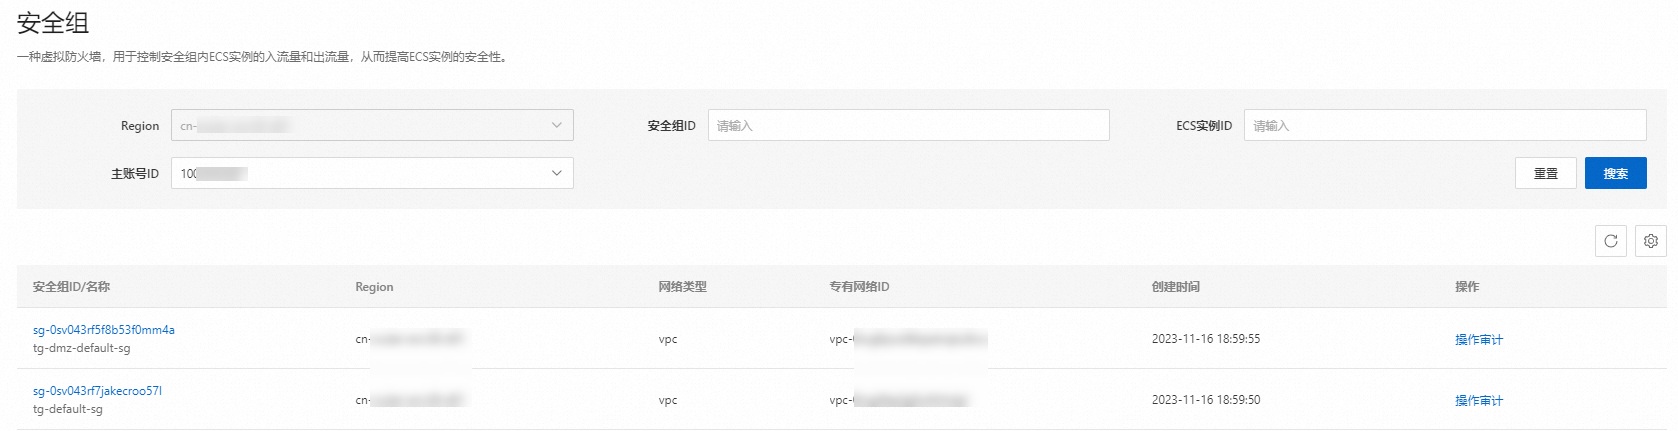 安全组
一种虚拟防火墙，用于控制安全组内ECS实例的入流量和出流量，从而提高ECS实例的安全性。
Region cn- 安全组ID 请输入 ECS实例ID 请输入
主账号ID 100 重置 搜索
安全组ID/名称 Region 网络类型 专有网络ID 创建时间 操作
sg-0sv043rf5f8b53f0mm4a
tg-dmz-default-sg
cn- vpc vpc- 2023-11-16 18:59:55 操作审计
sg-0sv043rf7jakecroo57l
tg-default-sg
cn- vpc vpc- 2023-11-16 18:59:50 操作审计